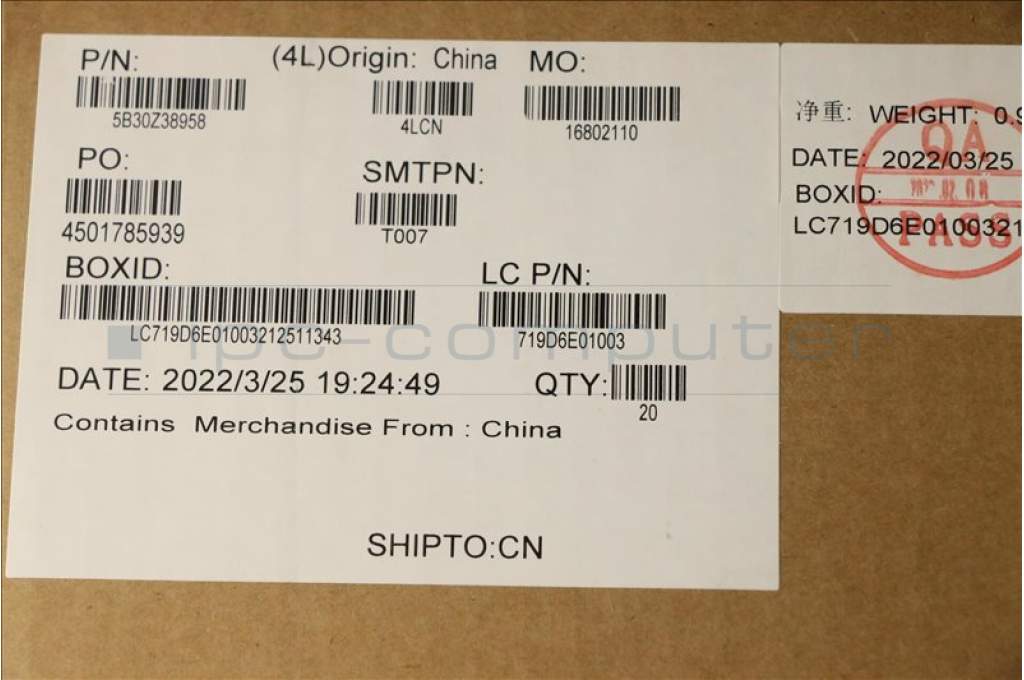 P/N:
(4L)Origin: China
MO:
5B30Z38958
4LCN
16802110
PO:
SMTPN:
4501785939
T007
BOXID:
LC P/N:
LC719D6E01003212511343
719D6E01003
DATE: 2022/3/25 19:24:49
QTY:
20
Contains Merchandise From : China
SHIPTO:CN
净重: WEIGHT: 0.9
DATE: 2022/03/25
BOXID:
LC719D6E0100321
QA
PASS
ipc-computer